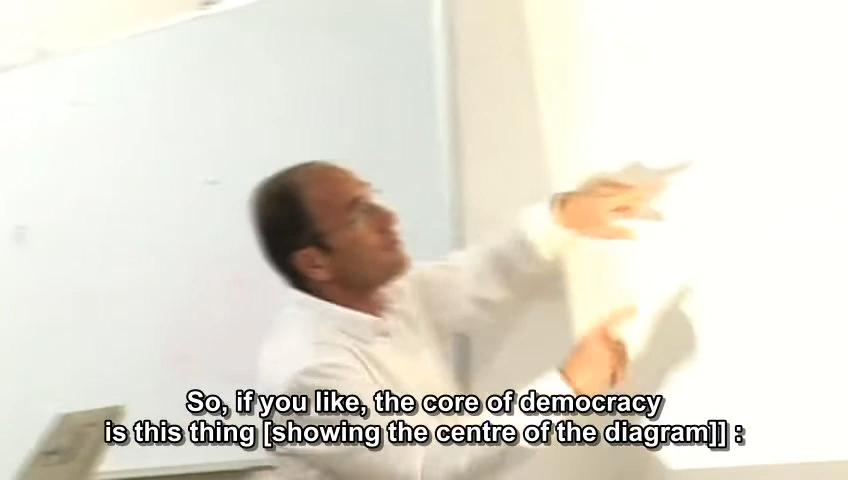 So, if you like, the core of democracy
is this thing [showing the centre of the diagram]] :